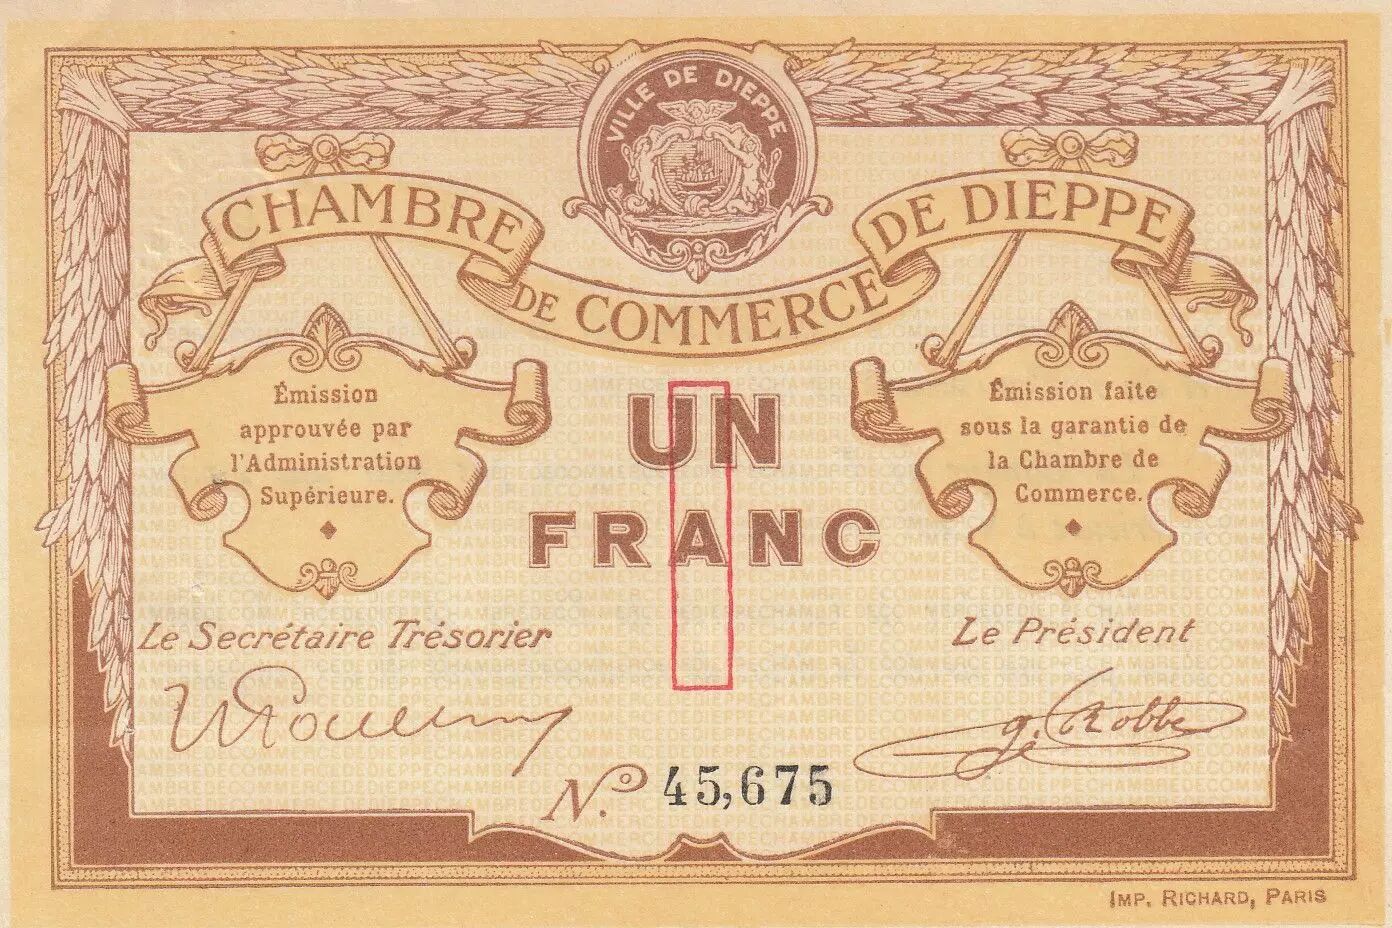 VILLE DE DIEPPE
CHAMBRE DE COMMERCE DE DIEPPE
Émission
approuvée par
l'Administration
Supérieure.
Émission faite
sous la garantie de
la Chambre de
Commerce.
UN
FRANC
Le Secrétaire Trésorier
Le Président
g. Robbe
N.º 45,675
IMP. RICHARD, PARIS